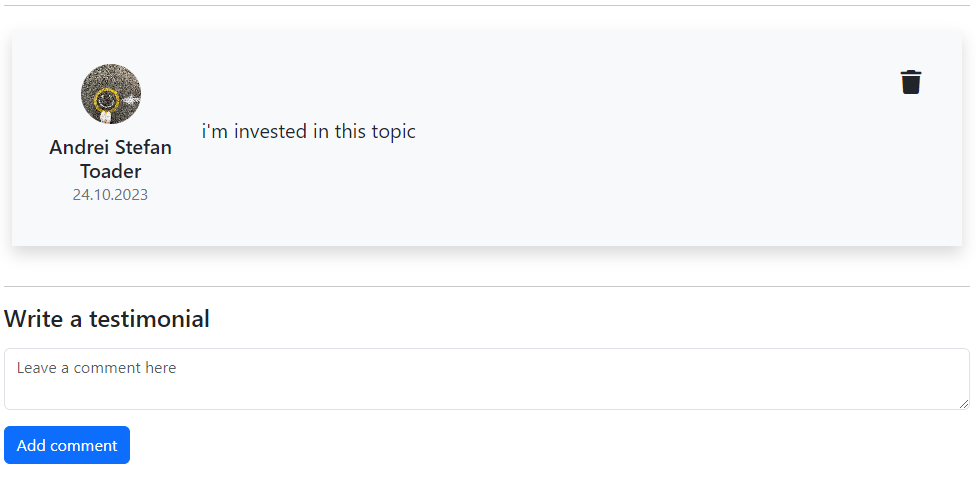 Andrei Stefan
Toader
24.10.2023
i'm invested in this topic
Write a testimonial
Leave a comment here
Add comment